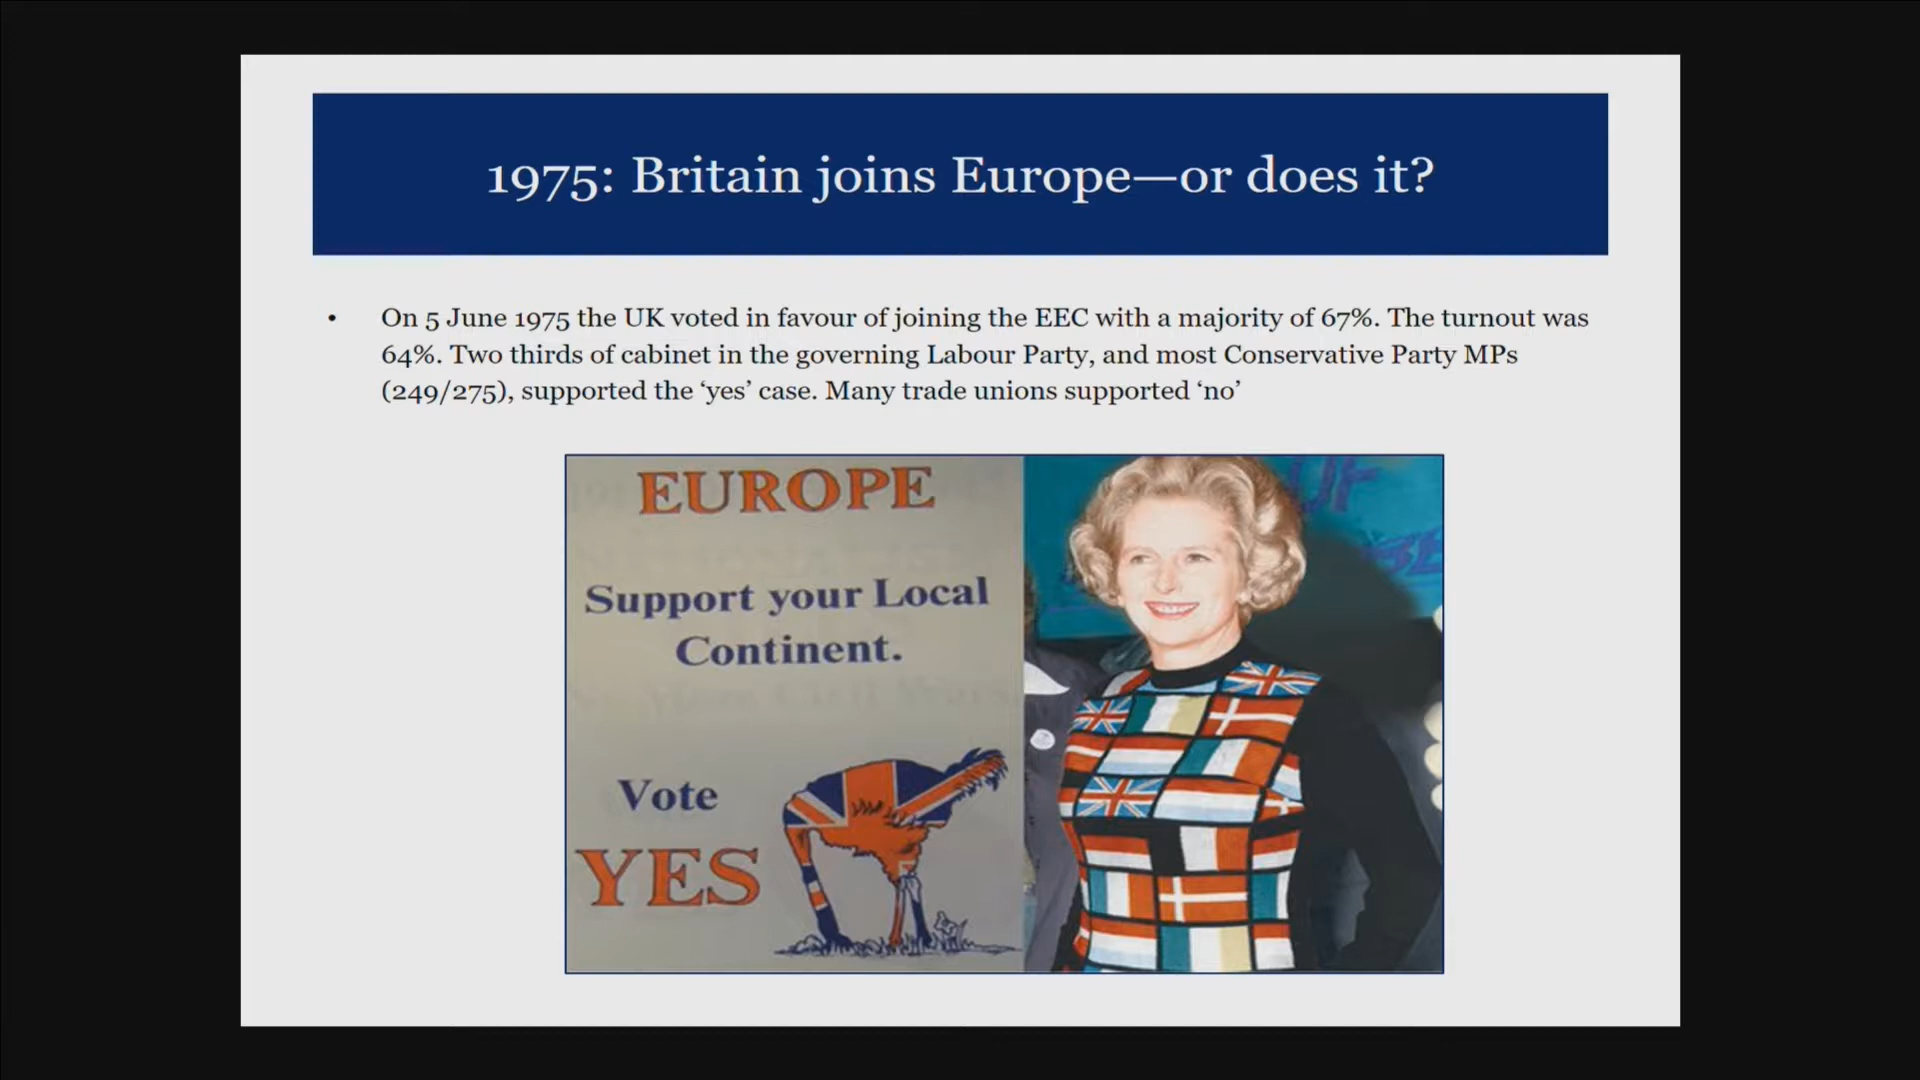 1975: Britain joins Europe—or does it?
• On 5 June 1975 the UK voted in favour of joining the EEC with a majority of 67%. The turnout was
64%. Two thirds of cabinet in the governing Labour Party, and most Conservative Party MPs
(249/275), supported the ‘yes’ case. Many trade unions supported ‘no’
EUROPE
Support your Local
Continent.
Vote
YES